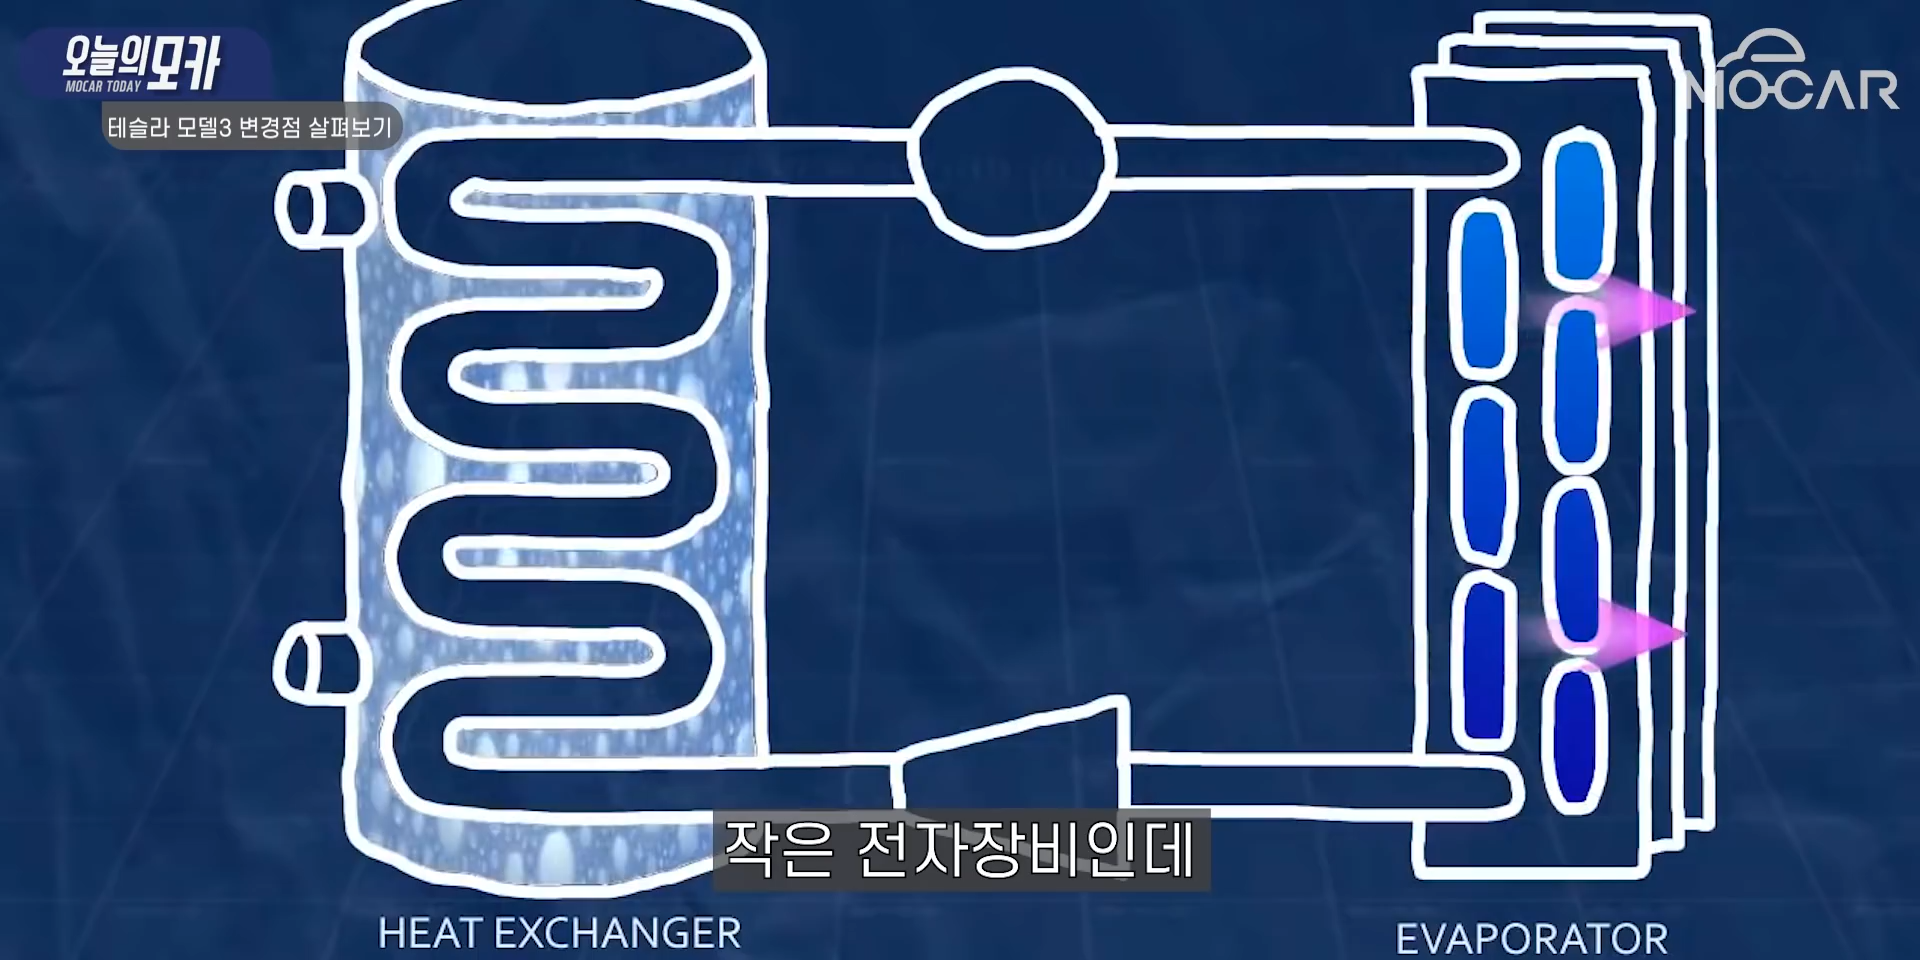 오늘의모카
MOCAR TODAY
테슬라 모델3 변경점 살펴보기
MOCAR
작은 전자장비인데
HEAT EXCHANGER
EVAPORATOR